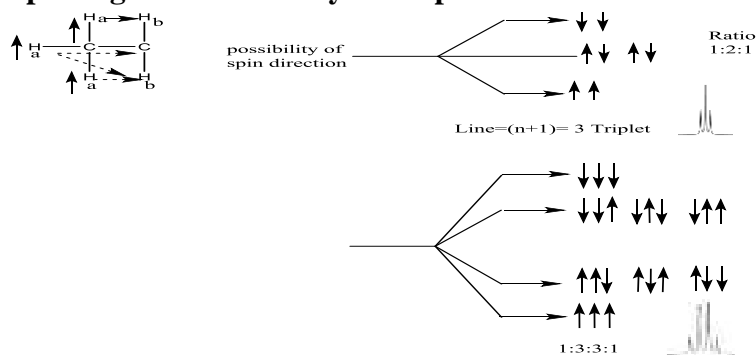 H a H b
H a C C
H a H b
possibility of
spin direction
Ratio
1:2:1
Line=(n+1)= 3 Triplet
1:3:3:1